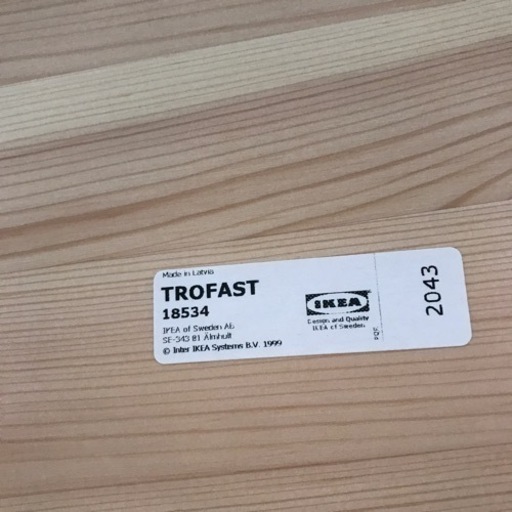 Made in Latvia
TROFAST
18534
IKEA of Sweden AB
SE-343 81 Älmhult
© Inter IKEA Systems B.V. 1999
IKEA
Design and Quality
IKEA of Sweden
PQF
2043